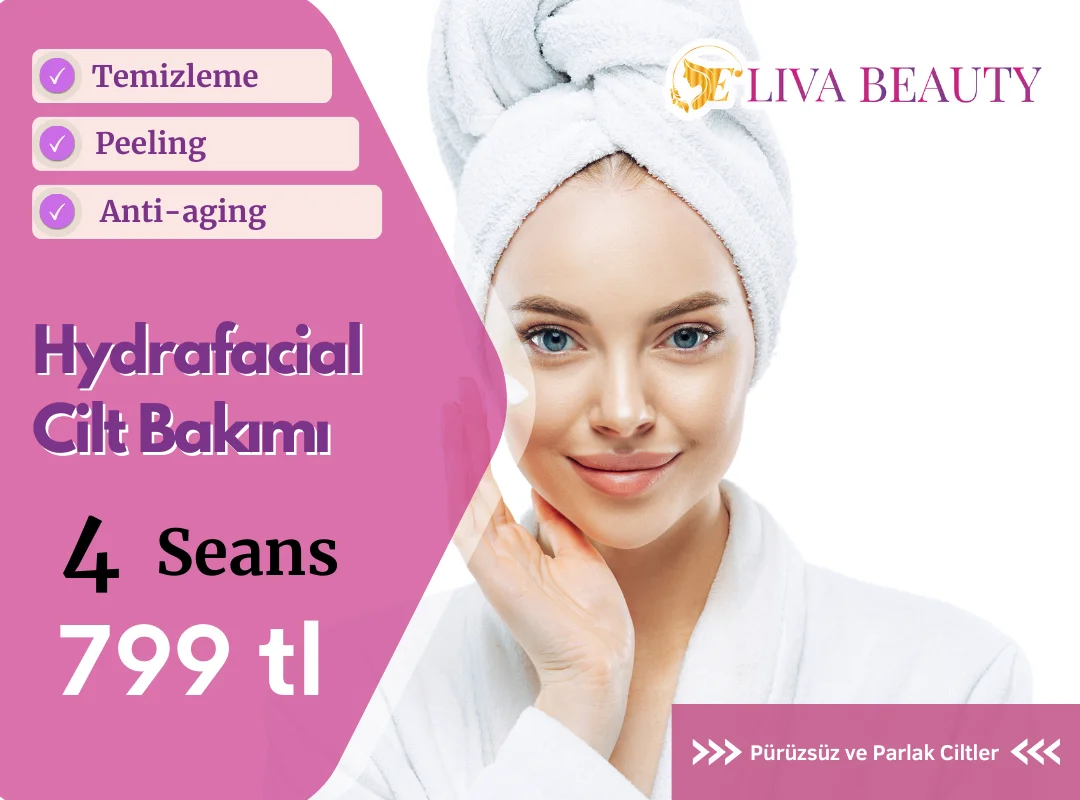 Temizleme
Peeling
Anti-aging
ELIVA BEAUTY
Hydrafacial
Cilt Bakımı
4 Seans
799 tl
Pürüzsüz ve Parlak Ciltler